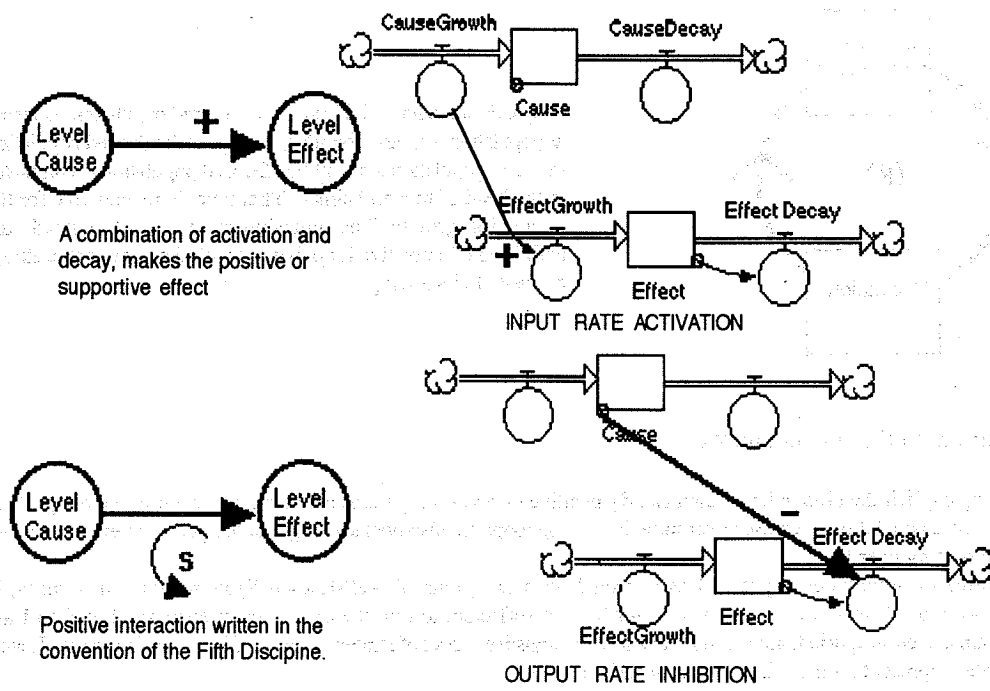 CauseGrowth
CauseDecay
Cause
+
Level
Cause
Level
Effect
A combination of activation and
decay, makes the positive or
supportive effect
EffectGrowth
Effect Decay
+
Effect
INPUT RATE ACTIVATION
Cause
-
Effect Decay
Level
Cause
Level
Effect
S
Positive interaction written in the
convention of the Fifth Discipine.
Effect
EffectGrowth
OUTPUT RATE INHIBITION